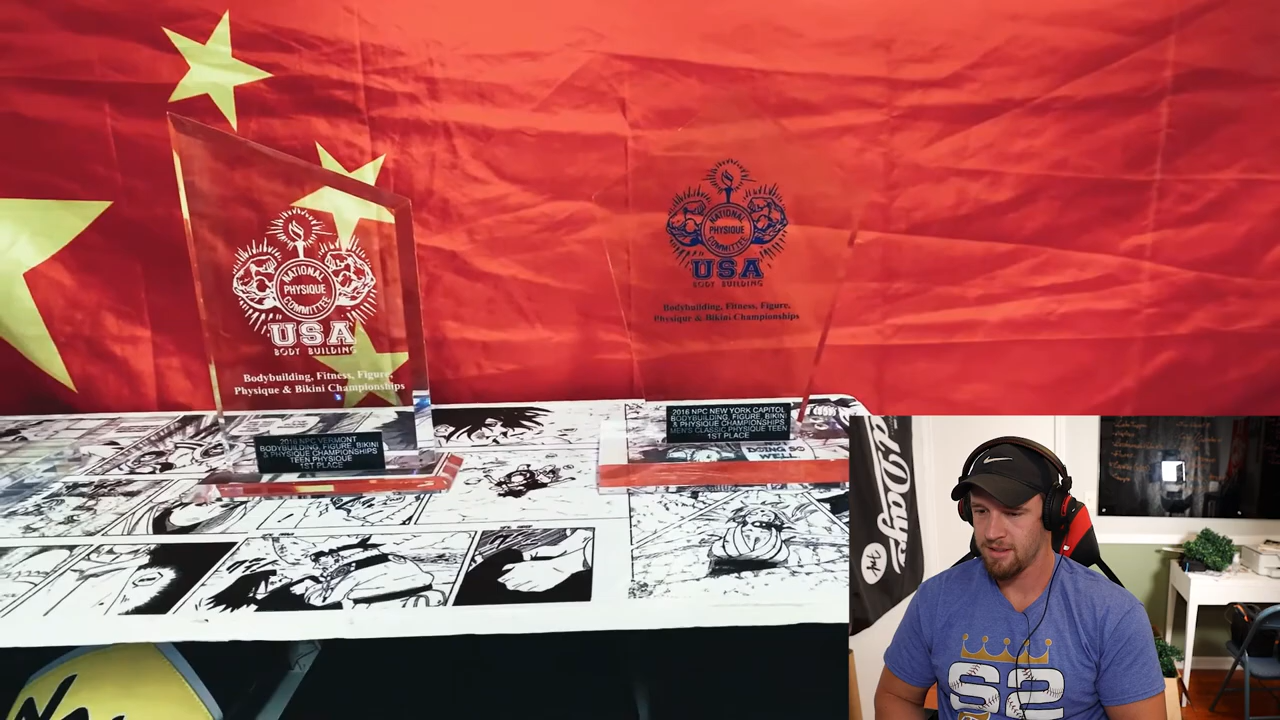 NATIONAL
PHYSIQUE
COMMITTEE
USA
BODY BUILDING
Bodybuilding, Fitness, Figure,
Physique & Bikini Championships
2016 NPC VERMONT
BODYBUILDING, FIGURE, BIKINI
& PHYSIQUE CHAMPIONSHIPS
TEEN PHYSIQUE
1ST PLACE
NATIONAL
PHYSIQUE
COMMITTEE
USA
BODY BUILDING
Bodybuilding, Fitness, Figure,
Physique & Bikini Championships
2016 NPC NEW YORK CAPITOL
BODYBUILDING, FIGURE, BIKINI
& PHYSIQUE CHAMPIONSHIPS
MEN'S CLASSIC PHYSIQUE TEEN
1ST PLACE
DOING SO
WELL
dDays
S2